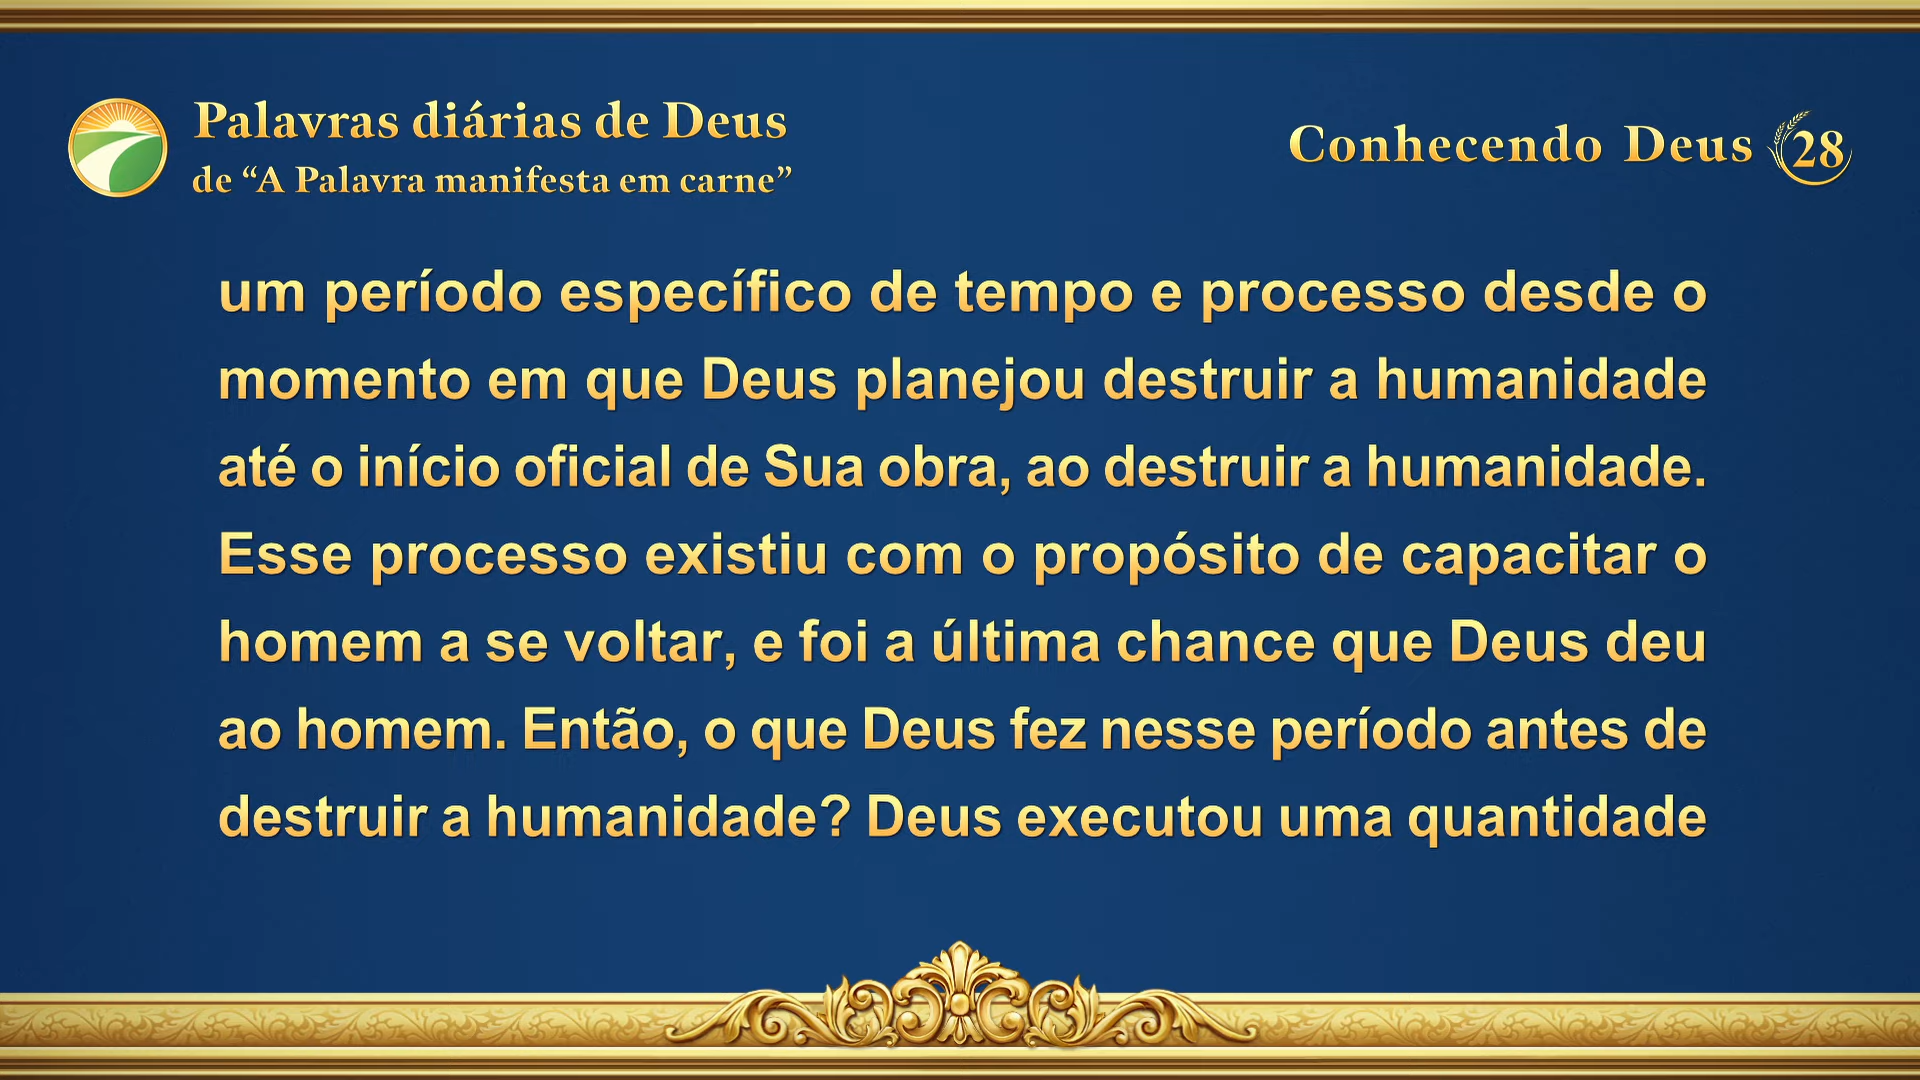 Palavras diárias de Deus
de “A Palavra manifesta em carne”
Conhecendo Deus 28
um período específico de tempo e processo desde o
momento em que Deus planejou destruir a humanidade
até o início oficial de Sua obra, ao destruir a humanidade.
Esse processo existiu com o propósito de capacitar o
homem a se voltar, e foi a última chance que Deus deu
ao homem. Então, o que Deus fez nesse período antes de
destruir a humanidade? Deus executou uma quantidade